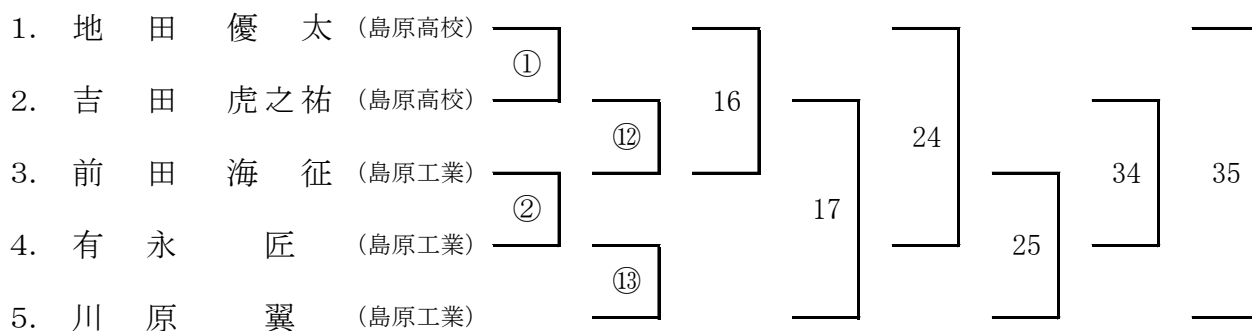 1. 地田優太 (島原高校)
①
2. 吉田虎之祐 (島原高校)
16
⑫
24
3. 前田海征 (島原工業)
34
35
②
17
4. 有永匠 (島原工業)
25
⑬
5. 川原翼 (島原工業)